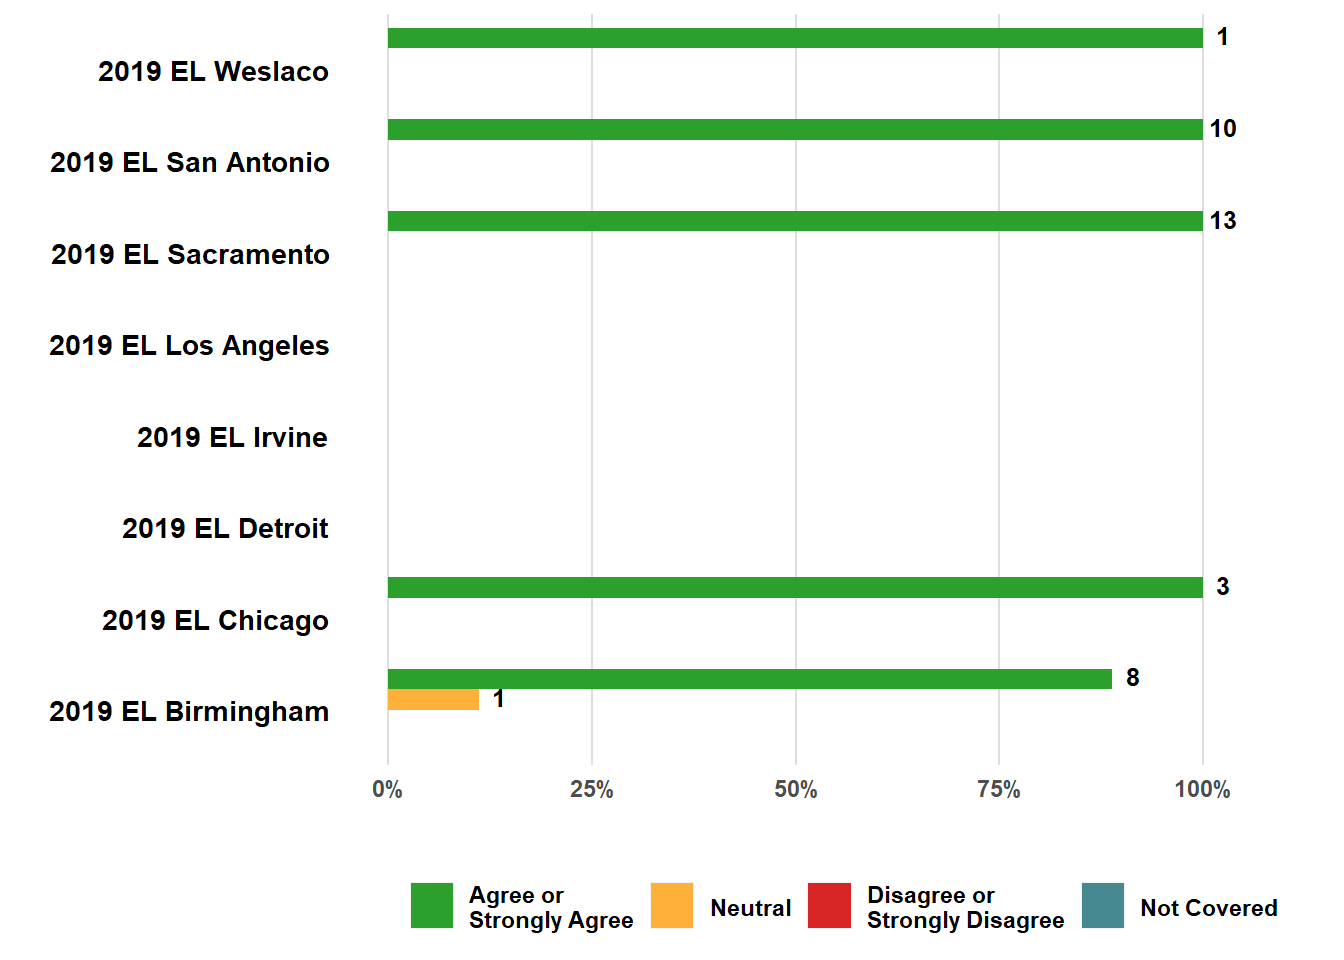 1
2019 EL Weslaco
10
2019 EL San Antonio
13
2019 EL Sacramento
2019 EL Los Angeles
2019 EL Irvine
2019 EL Detroit
3
2019 EL Chicago
8
1
2019 EL Birmingham
0% 25% 50% 75% 100%
Agree or
Strongly Agree
Neutral
Disagree or
Strongly Disagree
Not Covered